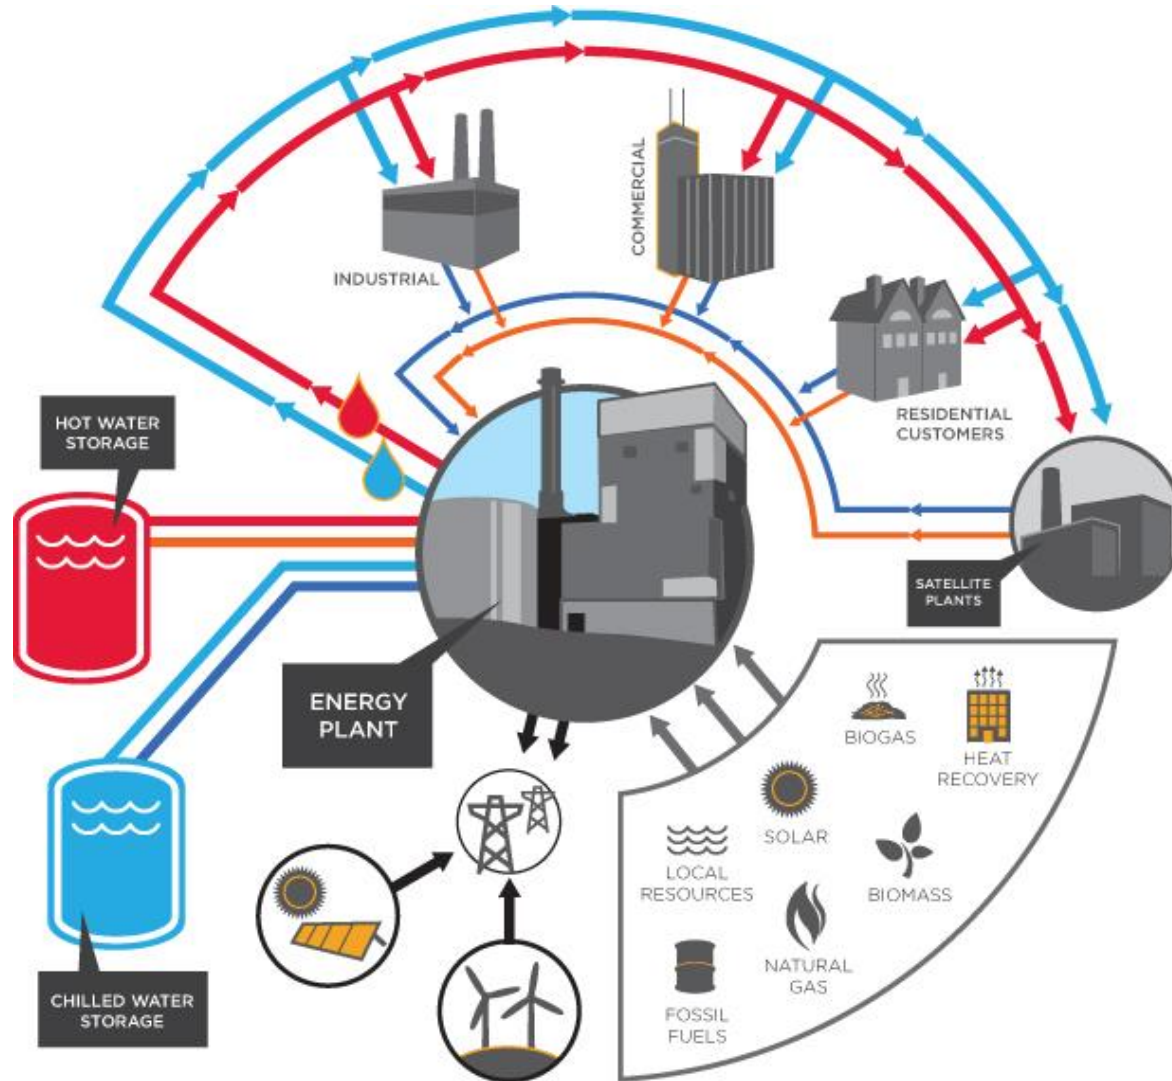 INDUSTRIAL
COMMERCIAL
RESIDENTIAL
CUSTOMERS
HOT WATER
STORAGE
SATELLITE
PLANTS
ENERGY
PLANT
BIOGAS
HEAT
RECOVERY
SOLAR
LOCAL
RESOURCES
BIOMASS
NATURAL
GAS
FOSSIL
FUELS
CHILLED WATER
STORAGE